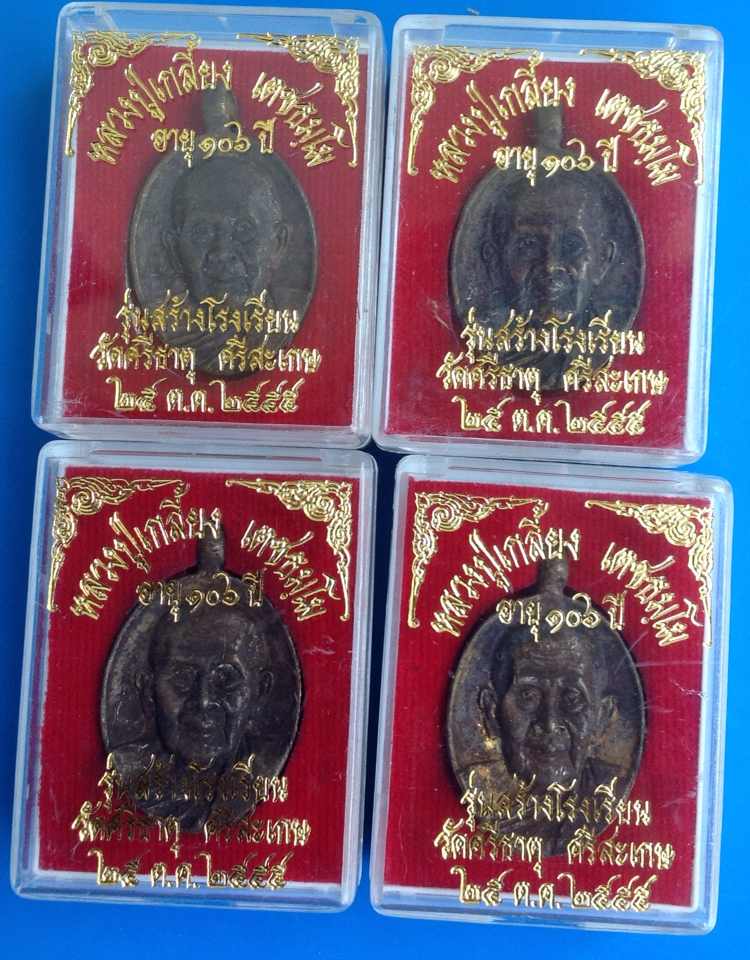 หลวงปู่เกลี้ยง เตชธมฺโม
อายุ ๑๐๖ ปี
รุ่นสร้างโรงเรียน
วัดศรีธาตุ ศรีสะเกษ
๒๕ ต.ค. ๒๕๕๕
หลวงปู่เกลี้ยง เตชธมฺโม
อายุ ๑๐๖ ปี
รุ่นสร้างโรงเรียน
วัดศรีธาตุ ศรีสะเกษ
๒๕ ต.ค. ๒๕๕๕
หลวงปู่เกลี้ยง เตชธมฺโม
อายุ ๑๐๖ ปี
รุ่นสร้างโรงเรียน
วัดศรีธาตุ ศรีสะเกษ
๒๕ ต.ค. ๒๕๕๕
หลวงปู่เกลี้ยง เตชธมฺโม
อายุ ๑๐๖ ปี
รุ่นสร้างโรงเรียน
วัดศรีธาตุ ศรีสะเกษ
๒๕ ต.ค. ๒๕๕๕